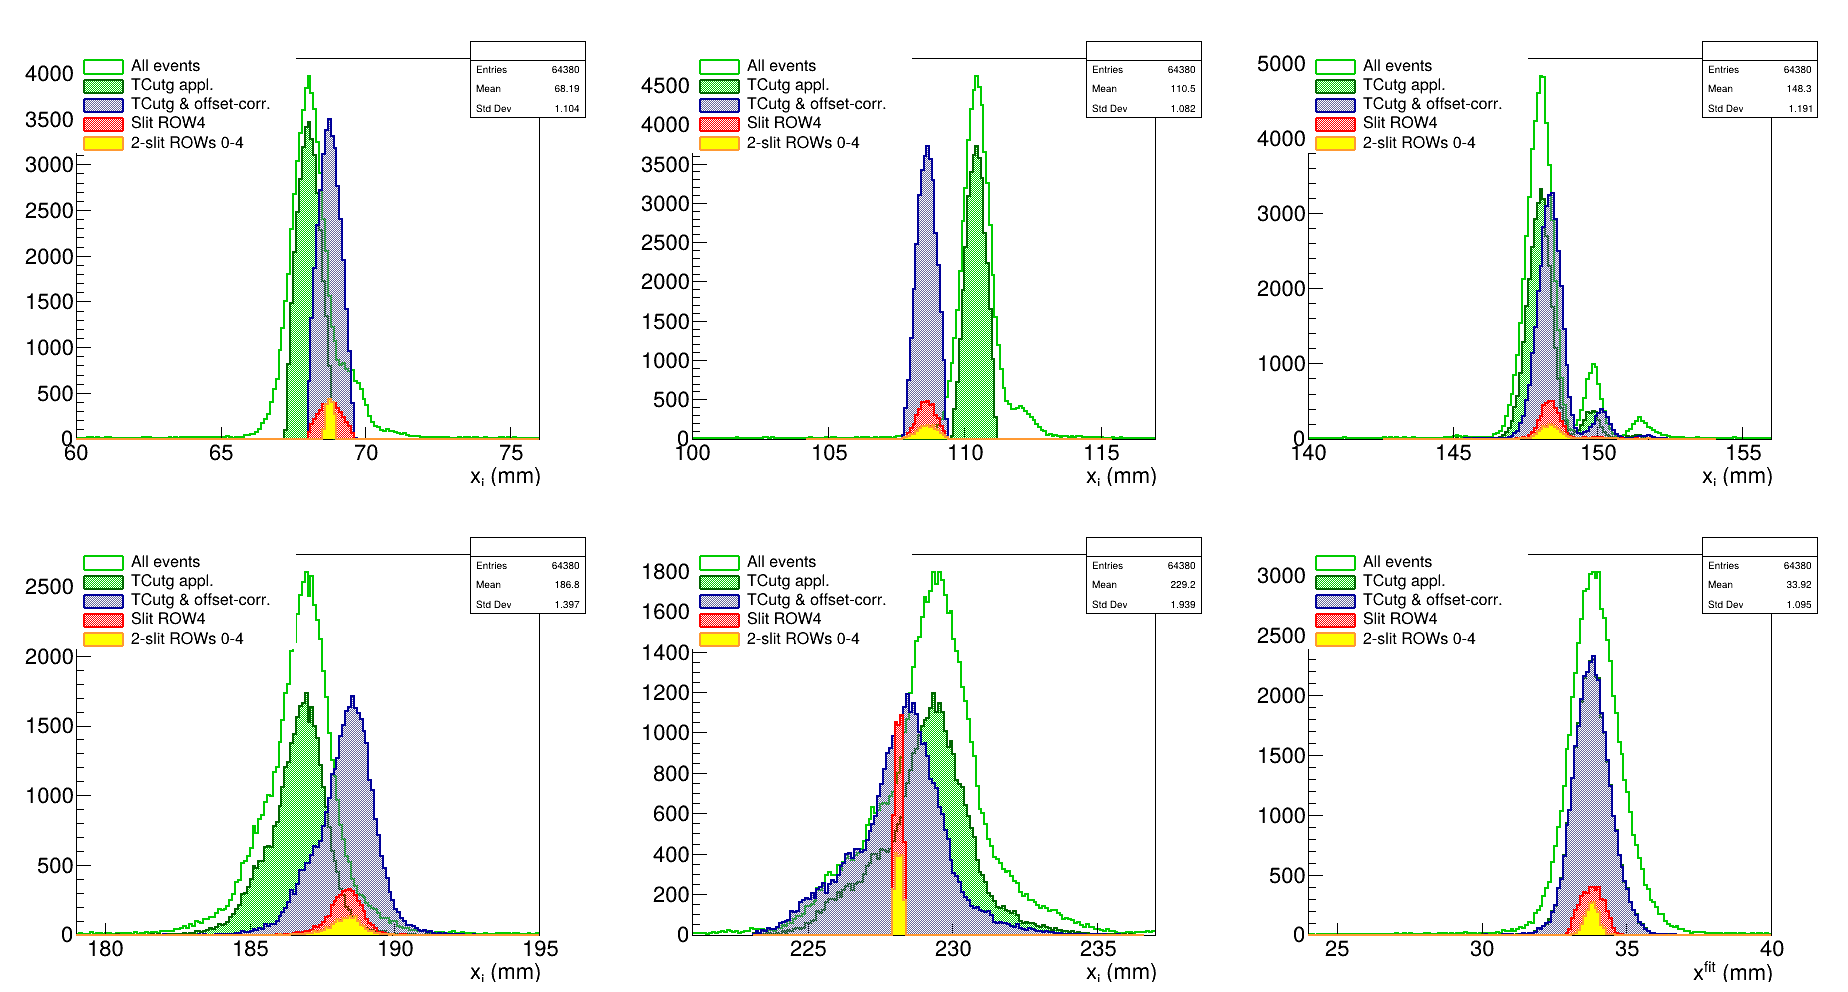 All events
TCutg appl.
TCutg & offset-corr.
Slit ROW4
2-slit ROWs 0-4
Entries 64380
Mean 68.19
Std Dev 1.104
4000
3500
3000
2500
2000
1500
1000
500
0
60 65 70 75
x_i (mm)
All events
TCutg appl.
TCutg & offset-corr.
Slit ROW4
2-slit ROWs 0-4
Entries 64380
Mean 110.5
Std Dev 1.082
4500
4000
3500
3000
2500
2000
1500
1000
500
0
100 105 110 115
x_i (mm)
All events
TCutg appl.
TCutg & offset-corr.
Slit ROW4
2-slit ROWs 0-4
Entries 64380
Mean 148.3
Std Dev 1.191
5000
4000
3000
2000
1000
0
140 145 150 155
x_i (mm)
All events
TCutg appl.
TCutg & offset-corr.
Slit ROW4
2-slit ROWs 0-4
Entries 64380
Mean 186.8
Std Dev 1.397
2500
2000
1500
1000
500
0
180 185 190 195
x_i (mm)
All events
TCutg appl.
TCutg & offset-corr.
Slit ROW4
2-slit ROWs 0-4
Entries 64380
Mean 229.2
Std Dev 1.939
1800
1600
1400
1200
1000
800
600
400
200
0
225 230 235
x_i (mm)
All events
TCutg appl.
TCutg & offset-corr.
Slit ROW4
2-slit ROWs 0-4
Entries 64380
Mean 33.92
Std Dev 1.095
3000
2500
2000
1500
1000
500
0
25 30 35 40
x^fit (mm)